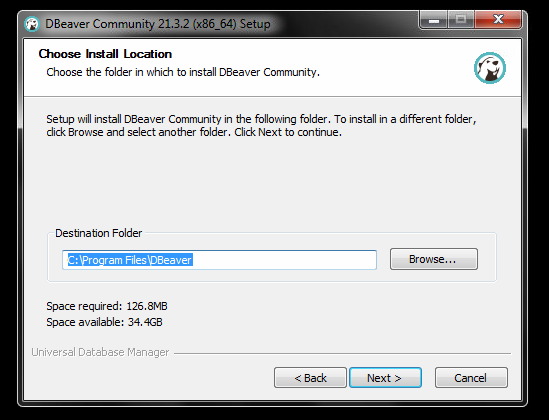 DBeaver Community 21.3.2 (x86_64) Setup
Choose Install Location
Choose the folder in which to install DBeaver Community.
Setup will install DBeaver Community in the following folder. To install in a different folder,
click Browse and select another folder. Click Next to continue.
Destination Folder
C:\Program Files\DBeaver
Browse...
Space required: 126.8MB
Space available: 34.4GB
Universal Database Manager
< Back
Next >
Cancel